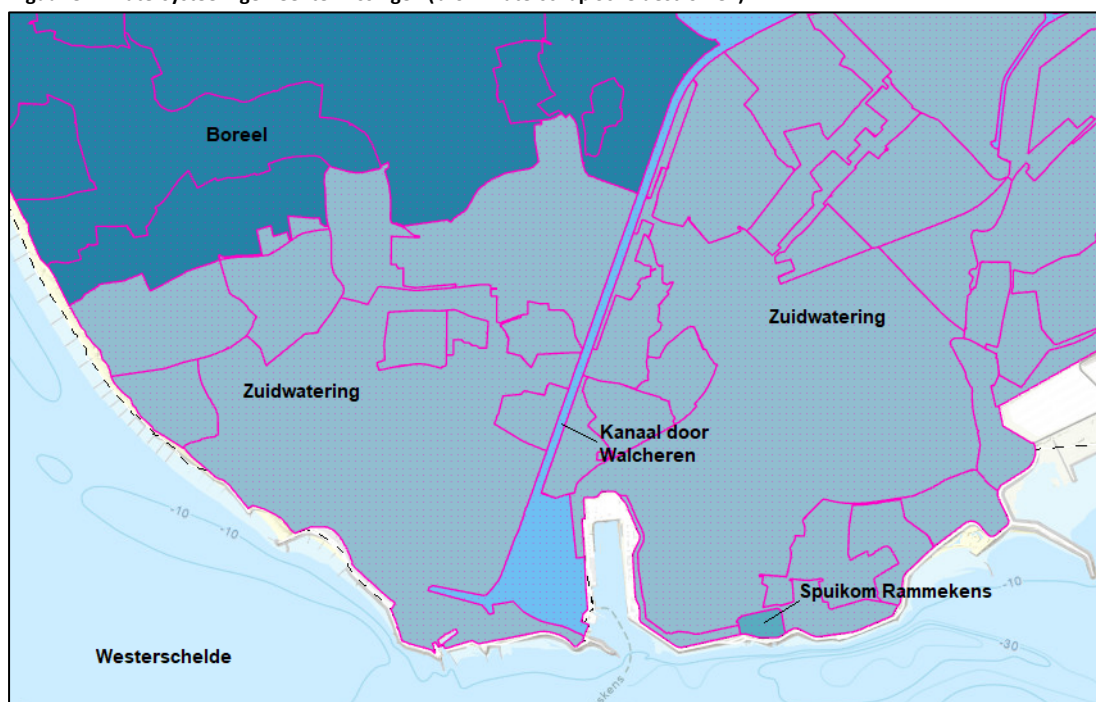 Boreel
Zuidwatering
Zuidwatering
Kanaal door
Walcheren
Spuikom Rammekens
Westerschelde
-10
-10
-10
-30